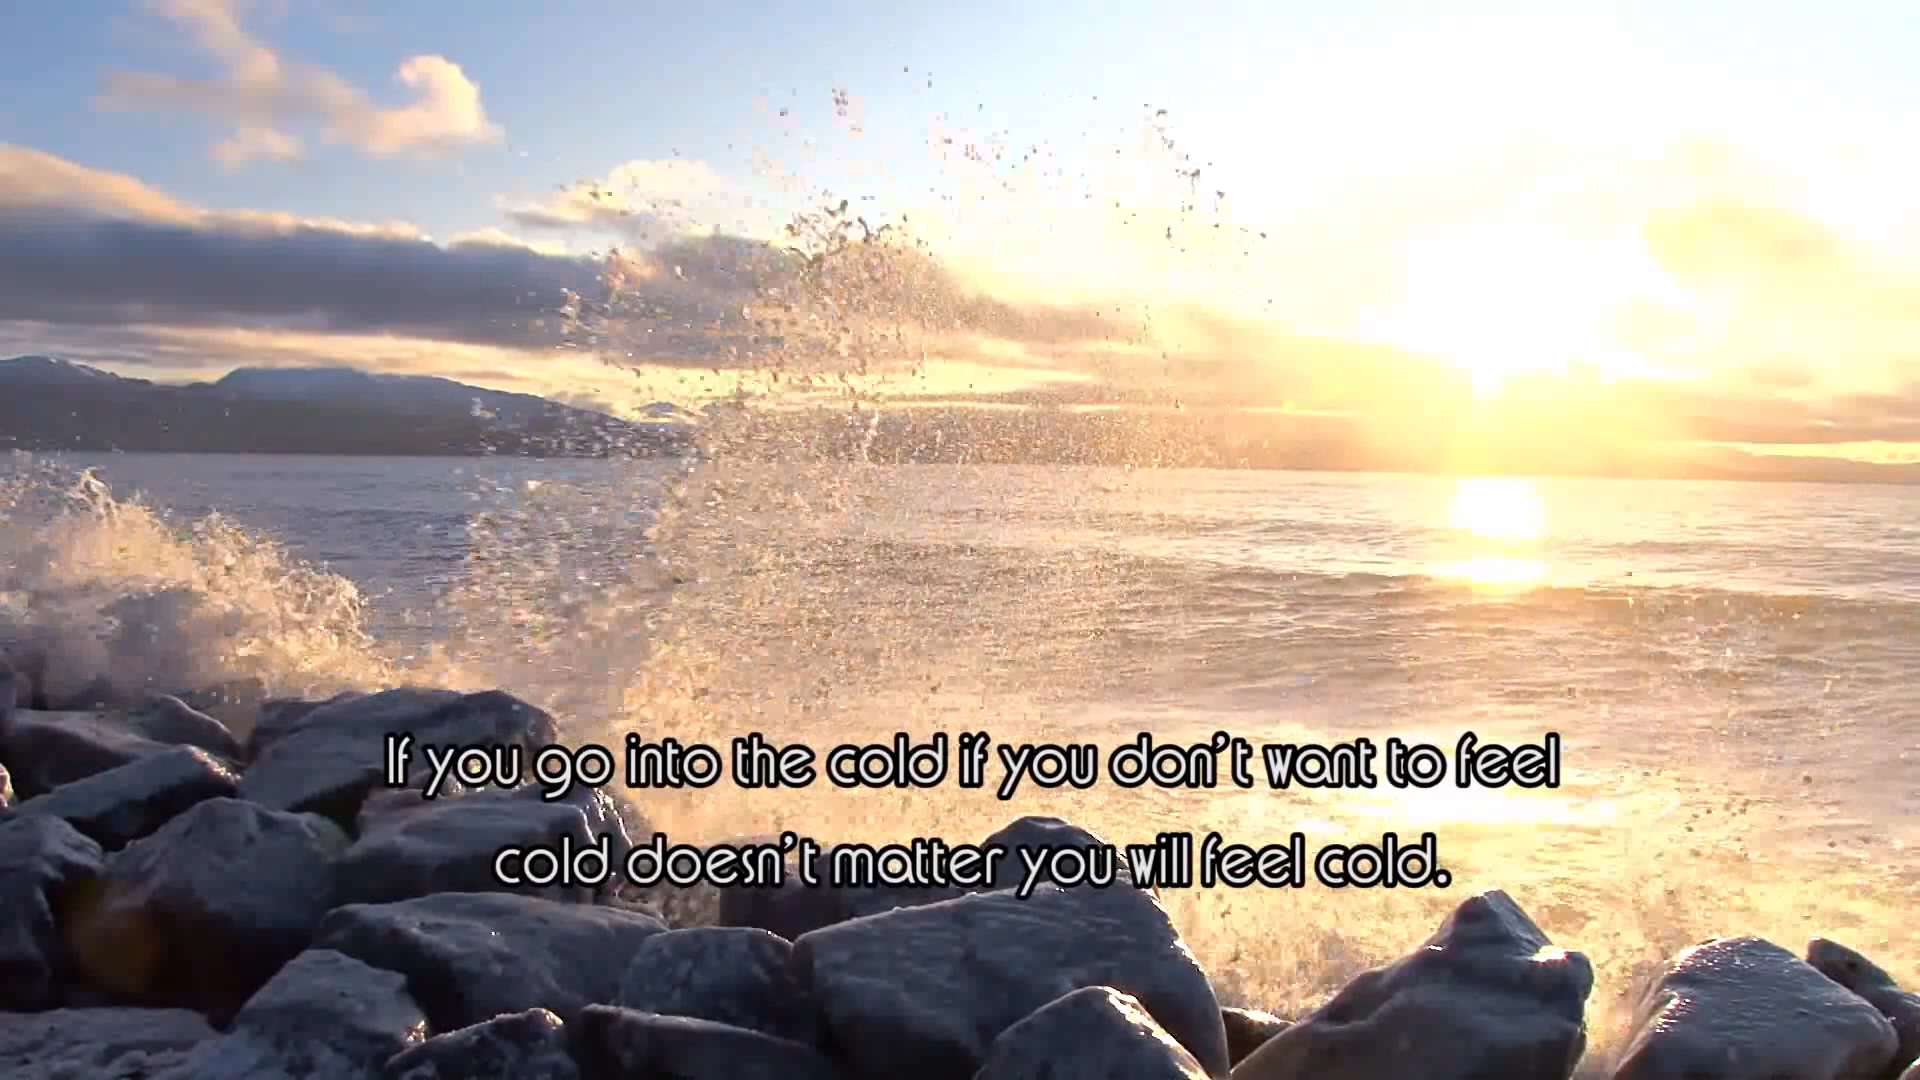 If you go into the cold if you don't want to feel
cold doesn't matter you will feel cold.